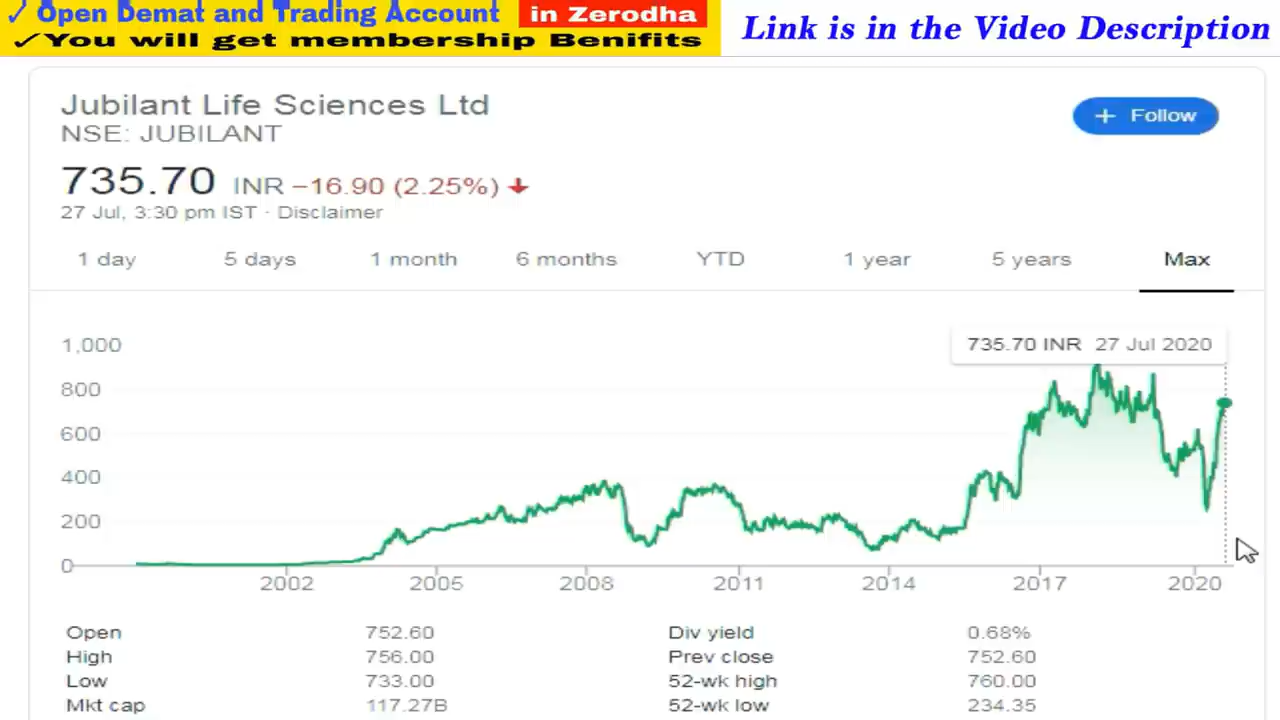 ✓ Open Demat and Trading Account in Zerodha
✓You will get membership Benifits
Link is in the Video Description
Jubilant Life Sciences Ltd
NSE: JUBILANT
+ Follow
735.70 INR −16.90 (2.25%)
27 Jul, 3:30 pm IST · Disclaimer
1 day 5 days 1 month 6 months YTD 1 year 5 years Max
735.70 INR 27 Jul 2020
1,000
800
600
400
200
0
2002 2005 2008 2011 2014 2017 2020
Open 752.60 Div yield 0.68%
High 756.00 Prev close 752.60
Low 733.00 52-wk high 760.00
Mkt cap 117.27B 52-wk low 234.35